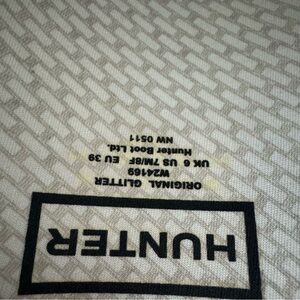 HUNTER
ORIGINAL GLITTER
W24169
UK 6 US 7M/8F EU 39
Hunter Boot Ltd.
NW 0511